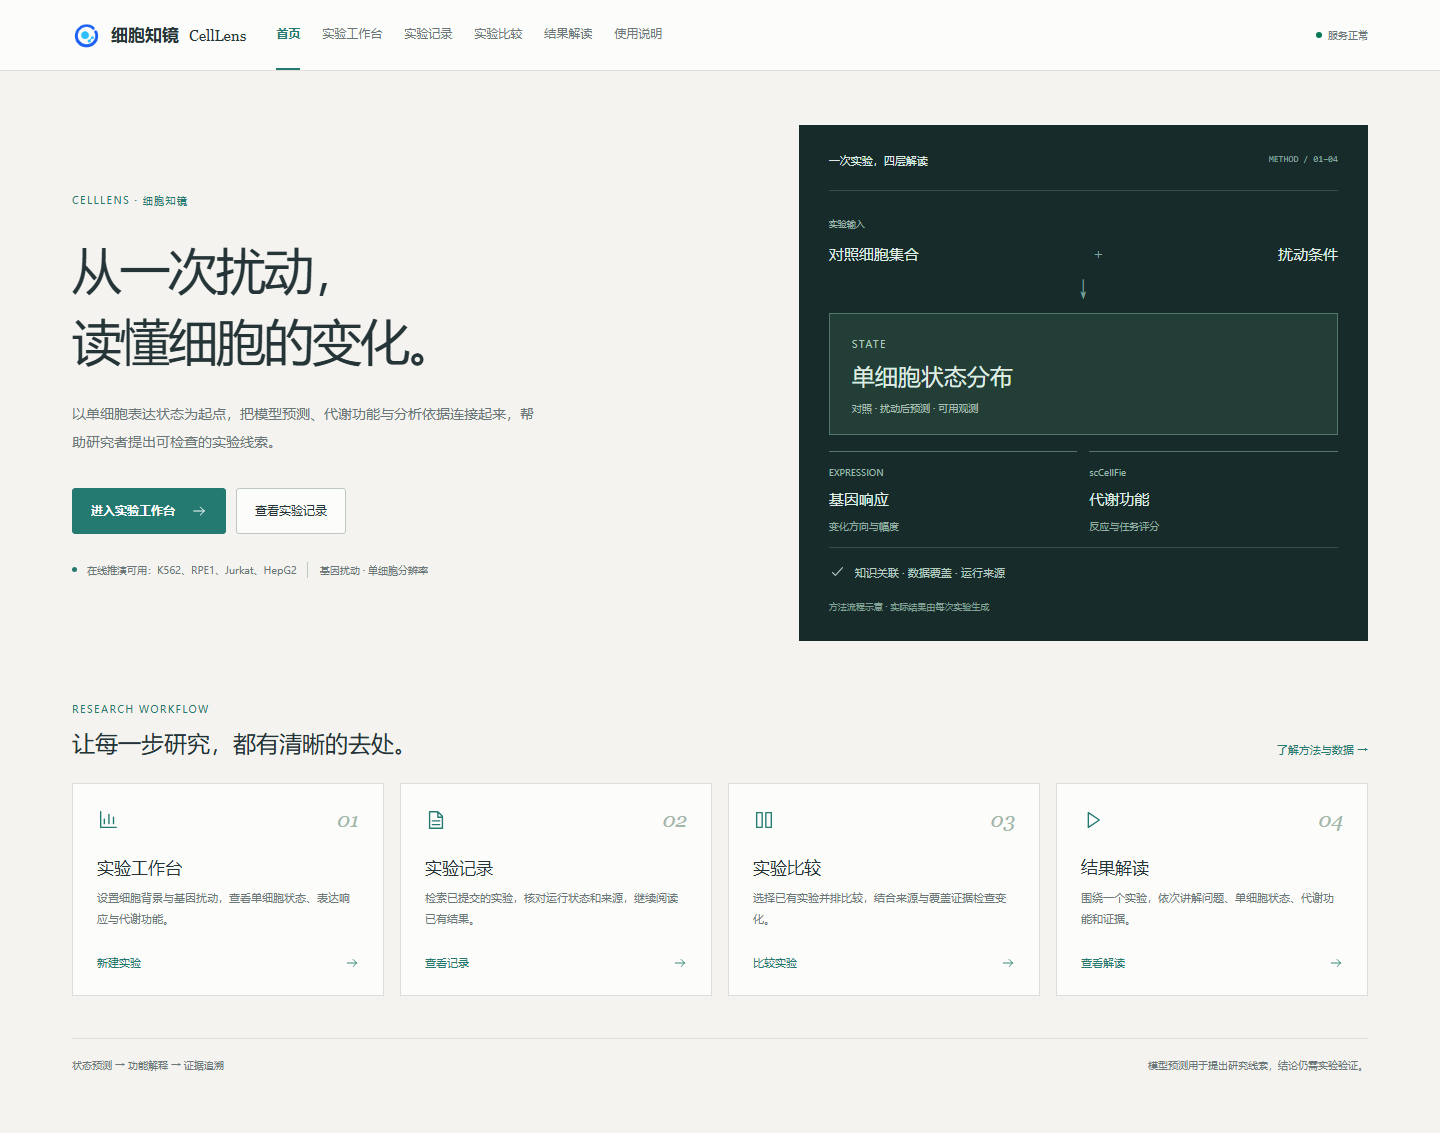 细胞知镜 CellLens 首页 实验工作台 实验记录 实验比较 结果解读 使用说明 服务正常
CELLLENS · 细胞知镜
从一次扰动，
读懂细胞的变化。
以单细胞表达状态为起点，把模型预测、代谢功能与分析依据连接起来，帮
助研究者提出可检查的实验线索。
进入实验工作台 → 查看实验记录
在线推演可用：K562、RPE1、Jurkat、HepG2 基因扰动 · 单细胞分辨率
一次实验，四层解读 METHOD / 01–04
实验输入
对照细胞集合 + 扰动条件
↓
STATE
单细胞状态分布
对照 · 扰动后预测 · 可用观测
EXPRESSION
基因响应
变化方向与幅度
scCellFie
代谢功能
反应与任务评分
知识关联 · 数据覆盖 · 运行来源
方法流程示意 · 实际结果由每次实验生成
RESEARCH WORKFLOW
让每一步研究，都有清晰的去处。
了解方法与数据 →
01
实验工作台
设置细胞背景与基因扰动，查看单细胞状态、表达响
应与代谢功能。
新建实验 →
02
实验记录
检索已提交的实验，核对运行状态和来源，继续阅读
已有结果。
查看记录 →
03
实验比较
选择已有实验并排比较，结合来源与覆盖证据检查变
化。
比较实验 →
04
结果解读
围绕一个实验，依次讲解问题、单细胞状态、代谢功
能和证据。
查看解读 →
状态预测 → 功能解释 → 证据追溯
模型预测用于提出研究线索，结论仍需实验验证。